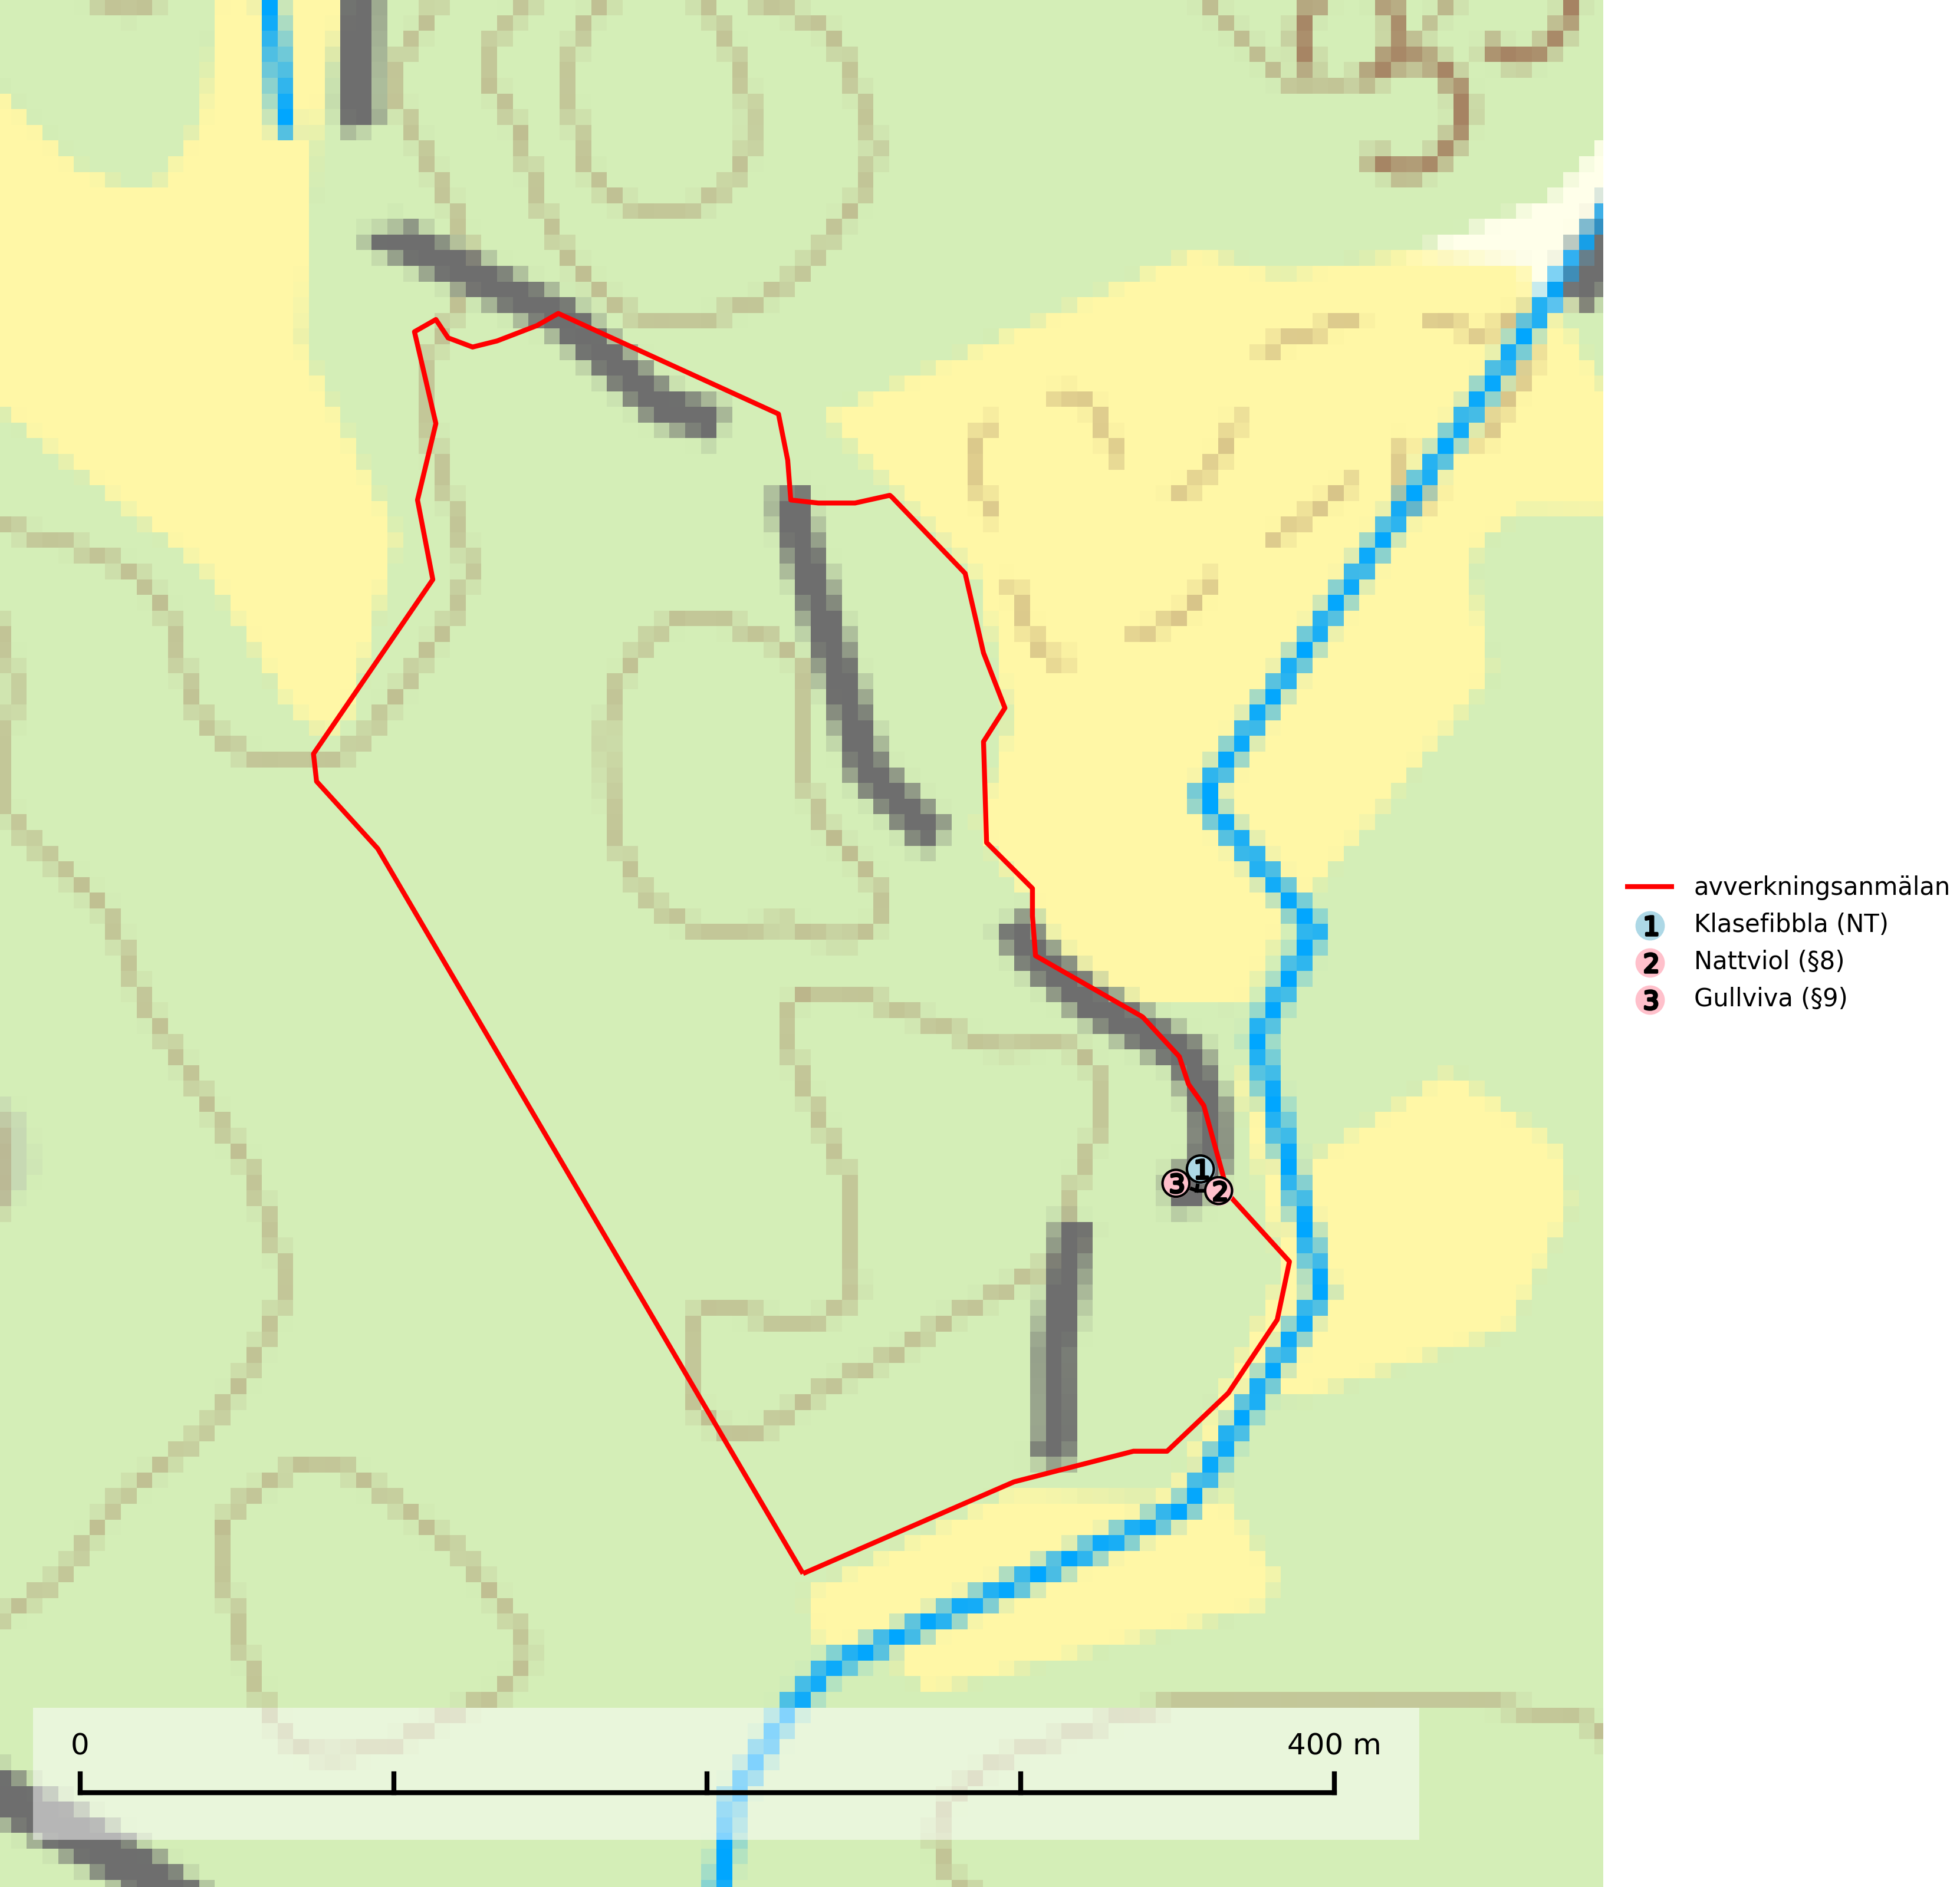 avverkningsanmälan
1 Klasefibbla (NT)
2 Nattviol (§8)
3 Gullviva (§9)
1
3
2
0
400 m